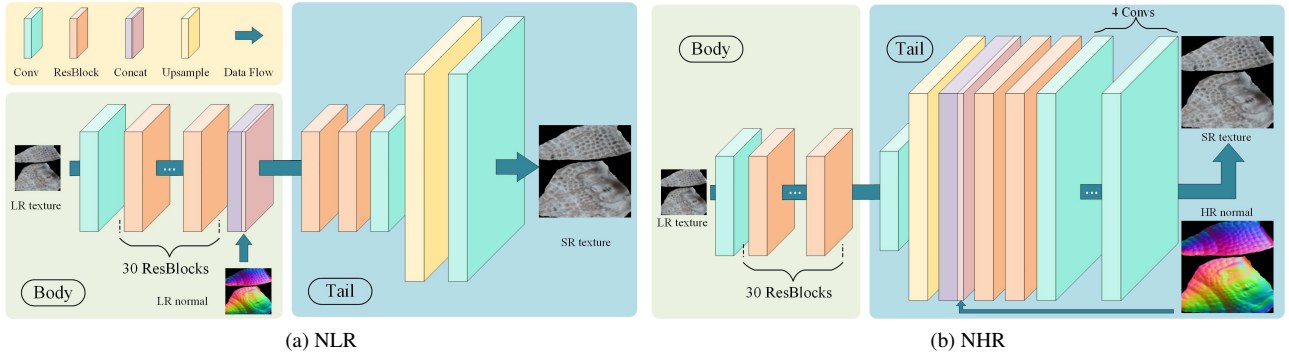 Conv ResBlock Concat Upsample Data Flow
...
LR texture
30 ResBlocks
LR normal
Body
Tail
SR texture
(a) NLR
Body
LR texture
...
30 ResBlocks
Tail
4 Convs
...
SR texture
HR normal
(b) NHR